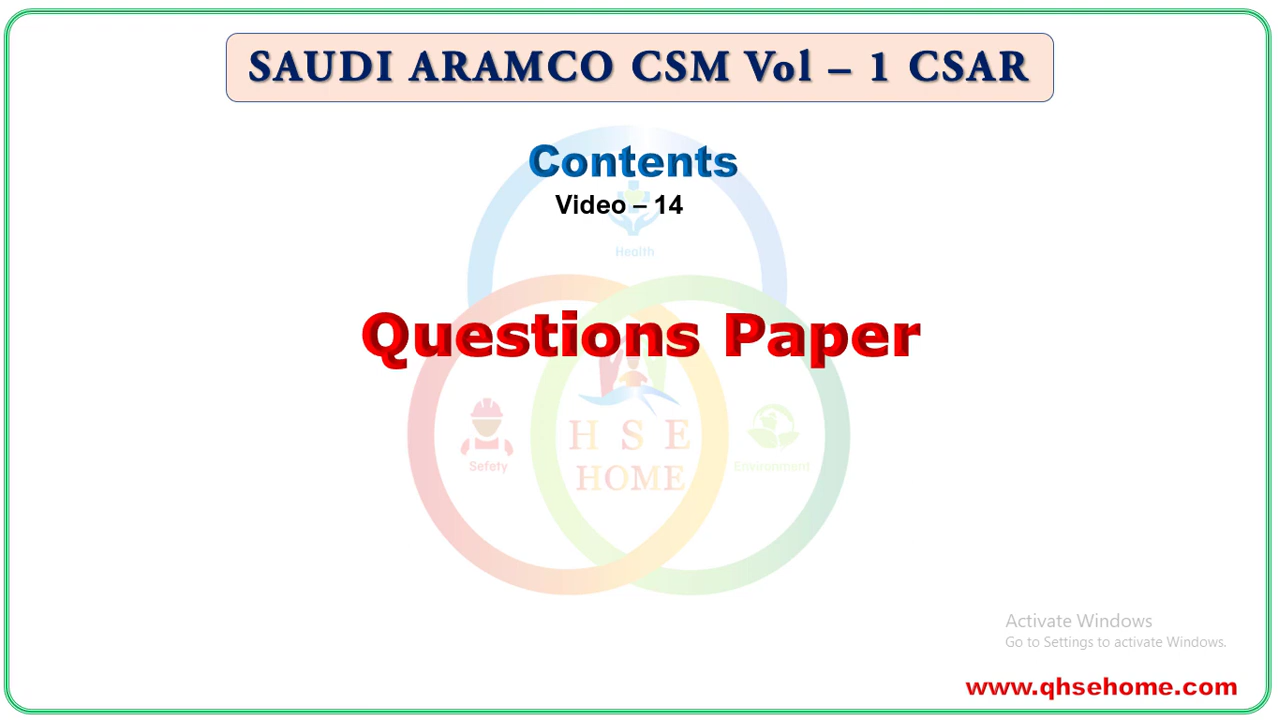 SAUDI ARAMCO CSM Vol – 1 CSAR
Contents
Video – 14
Health
Questions Paper
H S E
HOME
Sefety
Environment
Activate Windows
Go to Settings to activate Windows.
www.qhsehome.com